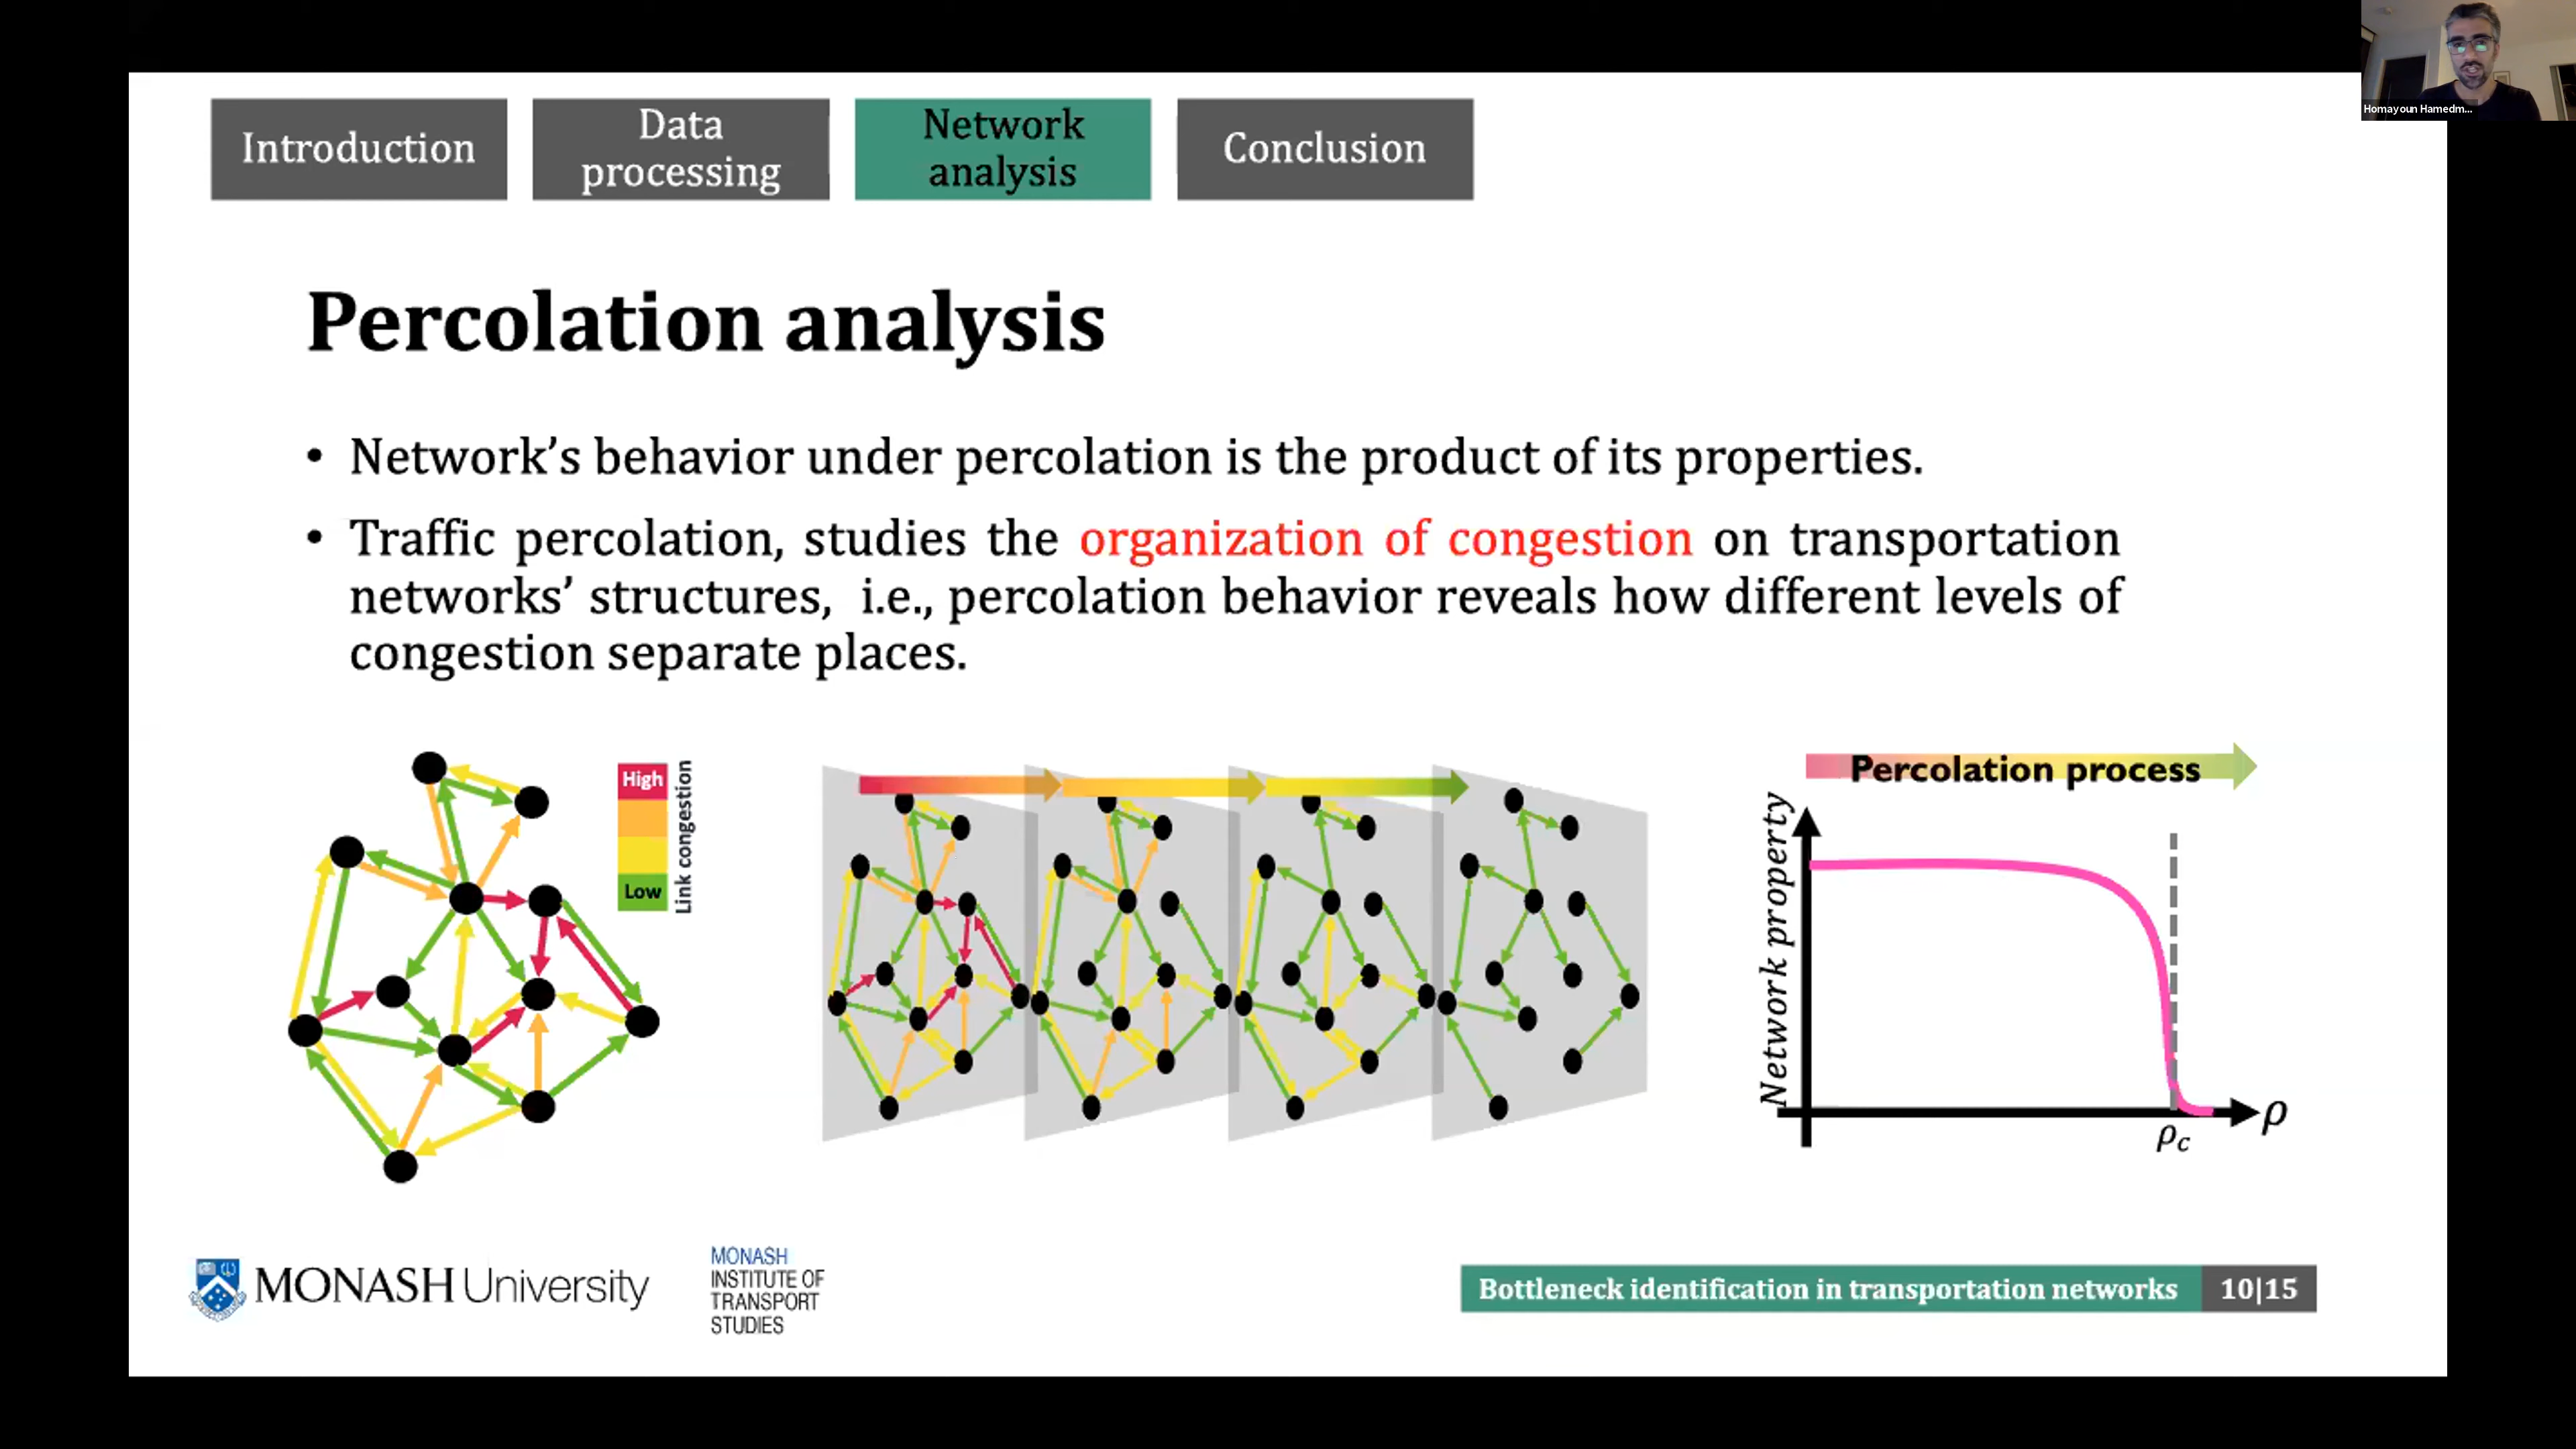 Homayoun Hamedm...
Introduction
Data
processing
Network
analysis
Conclusion
Percolation analysis
• Network’s behavior under percolation is the product of its properties.
• Traffic percolation, studies the organization of congestion on transportation
networks’ structures, i.e., percolation behavior reveals how different levels of
congestion separate places.
High
Low
Link congestion
Percolation process
Network property
ρ
ρc
MONASH University
MONASH
INSTITUTE OF
TRANSPORT
STUDIES
Bottleneck identification in transportation networks
10|15